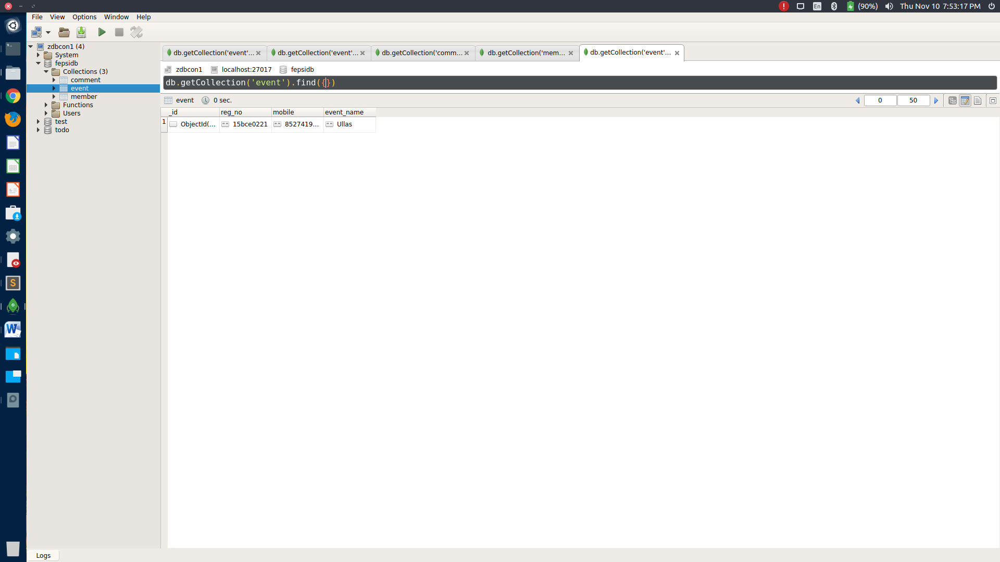 En (90%) Thu Nov 10 7:53:17 PM
File View Options Window Help
zdbcon1 (4)
System
fepsidb
Collections (3)
comment
event
member
Functions
Users
test
todo
db.getCollection('event'... db.getCollection('event'... db.getCollection('comm... db.getCollection('mem... db.getCollection('event'...
zdbcon1 localhost:27017 fepsidb
db.getCollection('event').find({})
event 0 sec. 0 50
_id reg_no mobile event_name
1 ObjectId(... "" 15bce0221 "" 8527419... "" Ullas
S
W
Logs